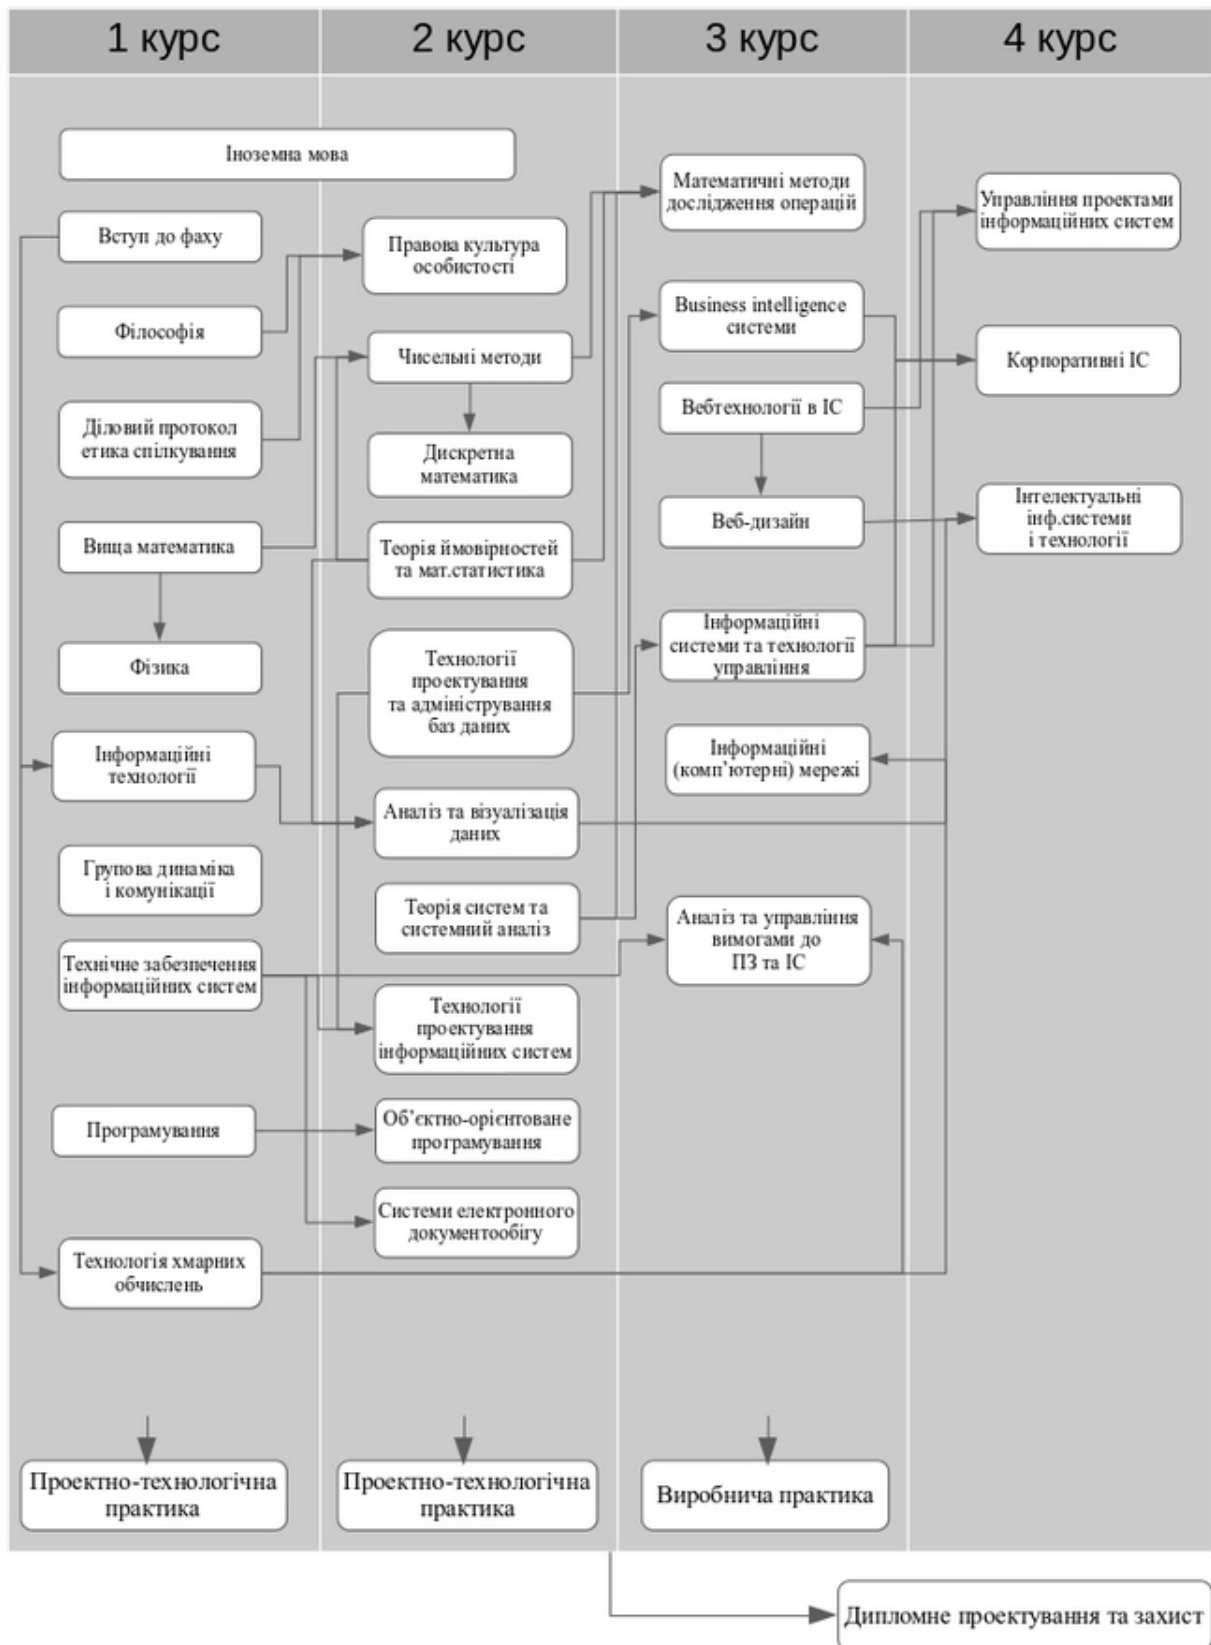 1 курс
2 курс
3 курс
4 курс
Іноземна мова
Вступ до фаху
Філософія
Діловий протокол
етика спілкування
Вища математика
Фізика
Інформаційні
технології
Групова динаміка
і комунікації
Технічне забезпечення
інформаційних систем
Програмування
Технологія хмарних
обчислень
Проектно-технологічна
практика
Правова культура
особистості
Чисельні методи
Дискретна
математика
Теорія ймовірностей
та мат.статистика
Технології
проектування
та адміністрування
баз даних
Аналіз та візуалізація
даних
Теорія систем та
системний аналіз
Технології
проектування
інформаційних систем
Об’єктно-орієнтоване
програмування
Системи електронного
документообігу
Проектно-технологічна
практика
Математичні методи
дослідження операцій
Business intelligence
системи
Вебтехнології в ІС
Веб-дизайн
Інформаційні
системи та технології
управління
Інформаційні
(комп’ютерні) мережі
Аналіз та управління
вимогами до
ПЗ та ІС
Виробнича практика
Управління проектами
інформаційних систем
Корпоративні ІС
Інтелектуальні
інф.системи
і технології
Дипломне проектування та захист